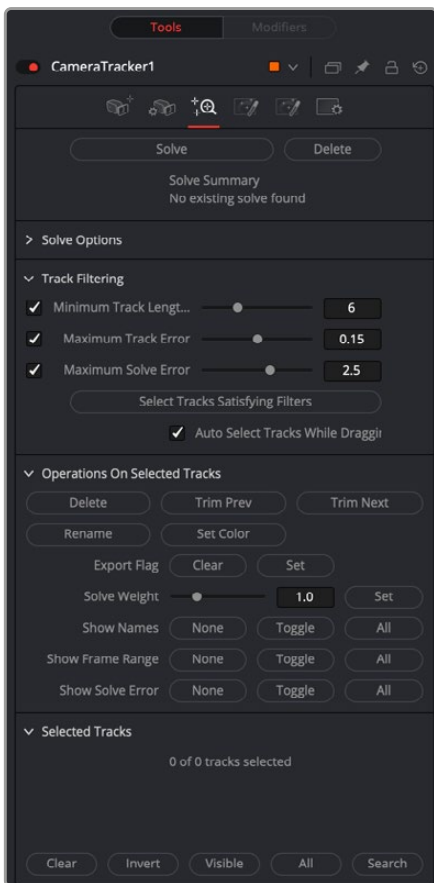 Tools Modifiers
CameraTracker1
Solve Delete
Solve Summary
No existing solve found
Solve Options
Track Filtering
Minimum Track Lengt... 6
Maximum Track Error 0.15
Maximum Solve Error 2.5
Select Tracks Satisfying Filters
Auto Select Tracks While Draggin
Operations On Selected Tracks
Delete Trim Prev Trim Next
Rename Set Color
Export Flag Clear Set
Solve Weight 1.0 Set
Show Names None Toggle All
Show Frame Range None Toggle All
Show Solve Error None Toggle All
Selected Tracks
0 of 0 tracks selected
Clear Invert Visible All Search